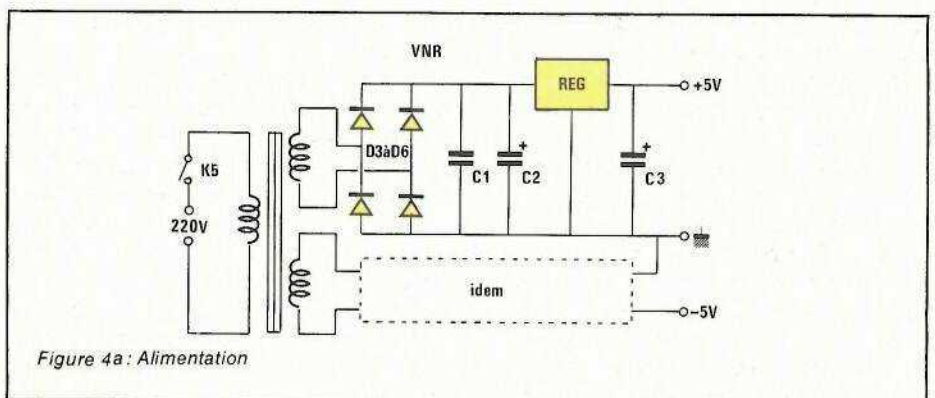 VNR
REG
+5V
K5
D3àD6
C1
+
C2
+
C3
220V
idem
-5V
Figure 4a: Alimentation